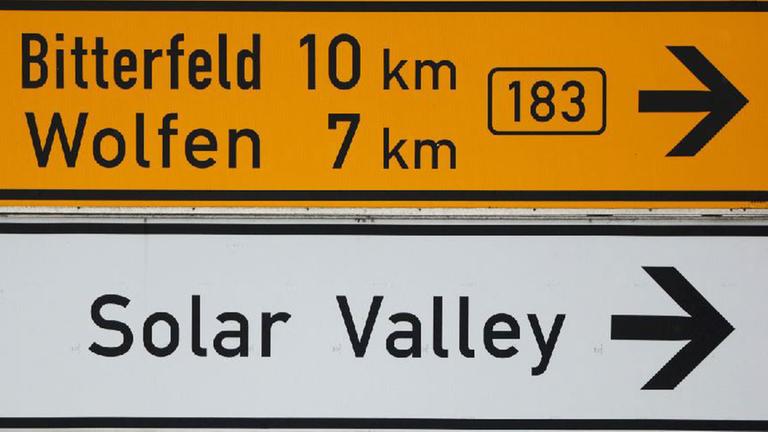 Bitterfeld 10 km
183
Wolfen 7 km
Solar Valley